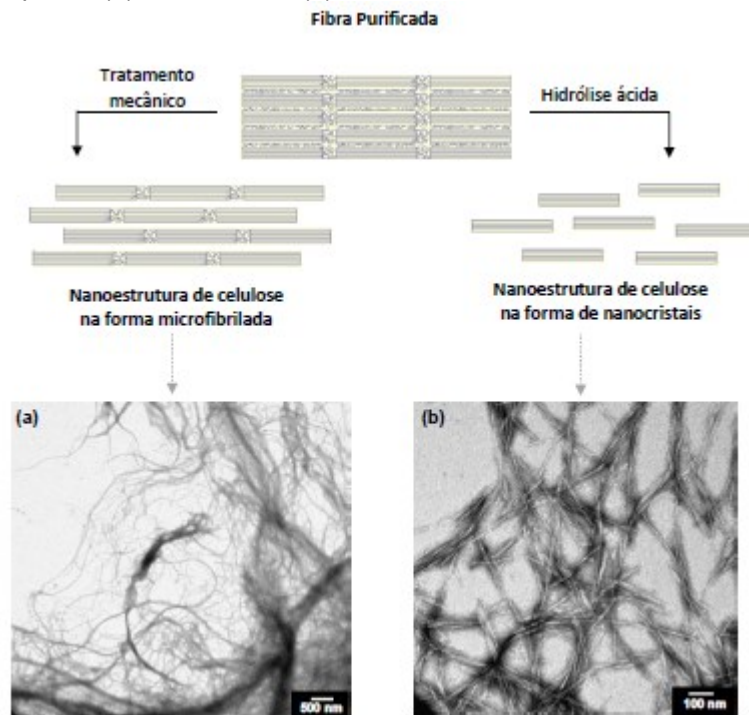 Fibra Purificada
Tratamento
mecânico
Hidrólise ácida
Nanoestrutura de celulose
na forma microfibrilada
Nanoestrutura de celulose
na forma de nanocristais
(a)
(b)
500 nm
100 nm